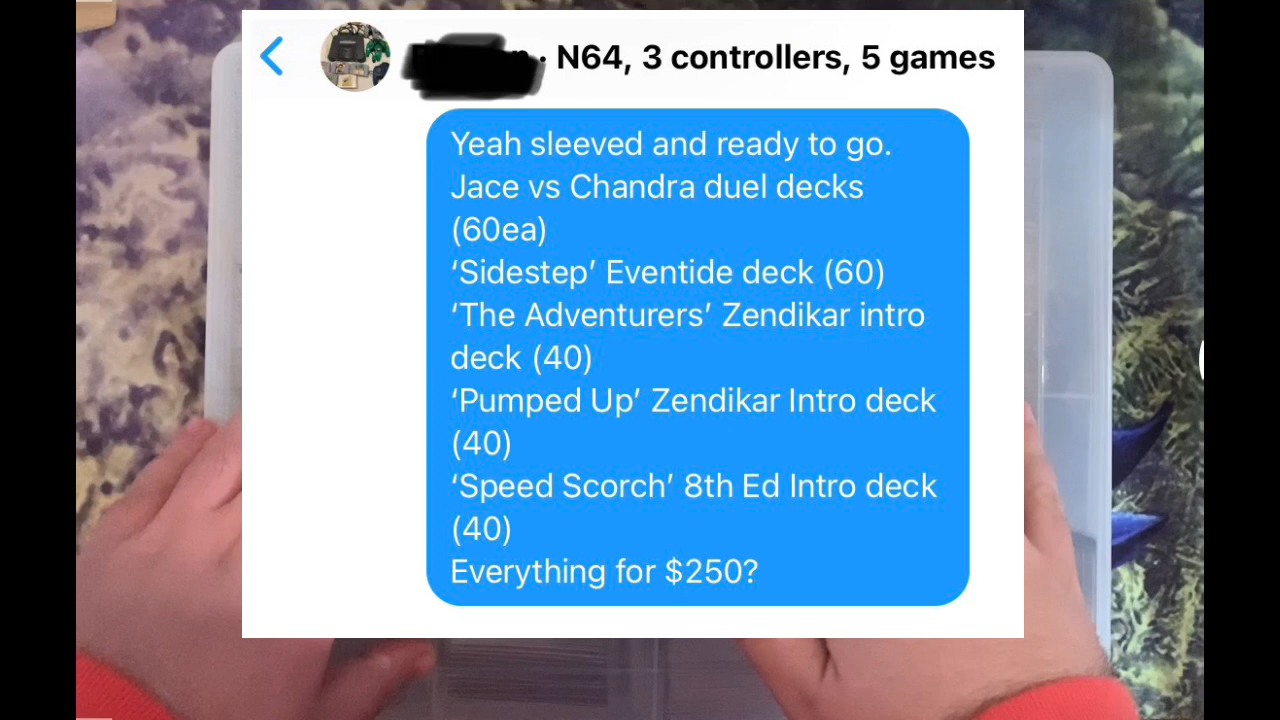 · N64, 3 controllers, 5 games
Yeah sleeved and ready to go.
Jace vs Chandra duel decks
(60ea)
‘Sidestep’ Eventide deck (60)
‘The Adventurers’ Zendikar intro
deck (40)
‘Pumped Up’ Zendikar Intro deck
(40)
‘Speed Scorch’ 8th Ed Intro deck
(40)
Everything for $250?